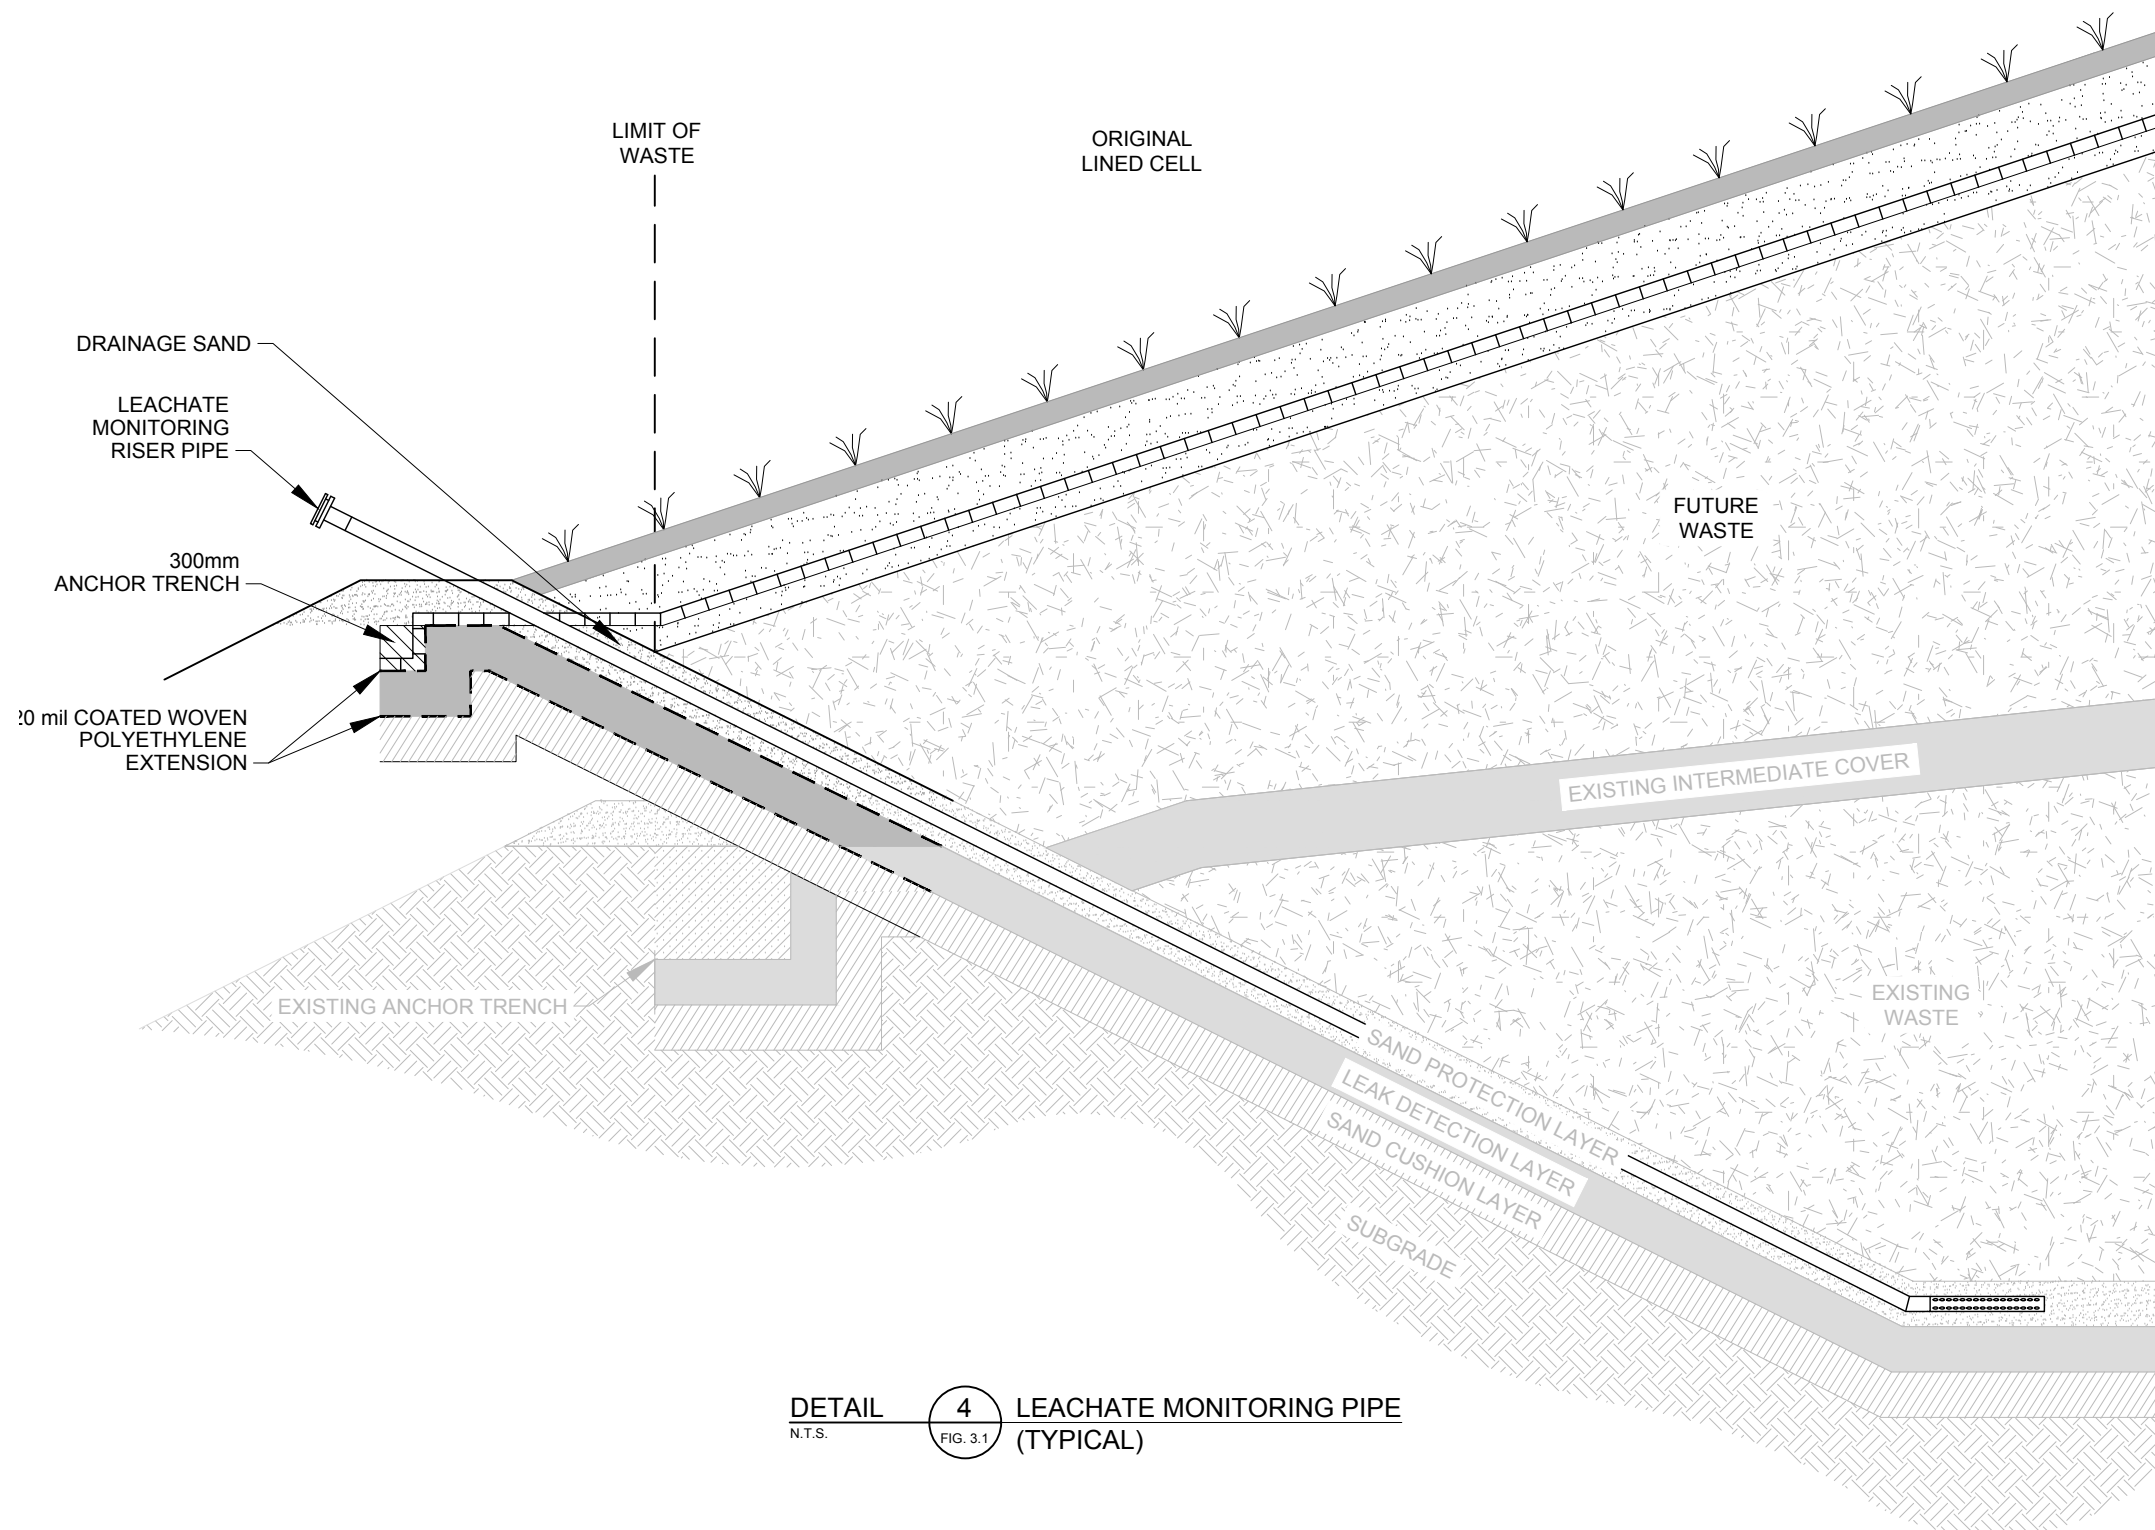 LIMIT OF
WASTE
ORIGINAL
LINED CELL
DRAINAGE SAND
LEACHATE
MONITORING
RISER PIPE
300mm
ANCHOR TRENCH
20 mil COATED WOVEN
POLYETHYLENE
EXTENSION
FUTURE
WASTE
EXISTING INTERMEDIATE COVER
EXISTING ANCHOR TRENCH
EXISTING
WASTE
SAND PROTECTION LAYER
LEAK DETECTION LAYER
SAND CUSHION LAYER
SUBGRADE
DETAIL
N.T.S.
4
FIG. 3.1
LEACHATE MONITORING PIPE
(TYPICAL)